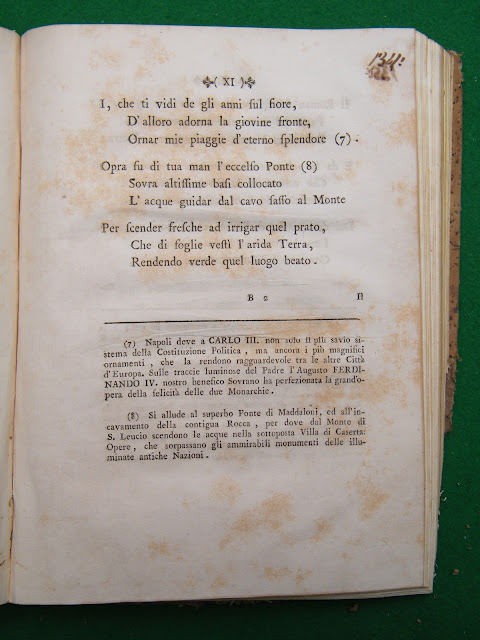 ( XI )
I, che ti vidi de gli anni ſul fiore,
D'alloro adorna la giovine fronte,
Ornar mie piaggie d'eterno ſplendore (7).
Opra fu di tua man l'eccelſo Ponte (8)
Sovra altiſſime baſi collocato
L'acque guidar dal cavo ſaſſo al Monte
Per ſcender freſche ad irrigar quel prato,
Che di foglie veſtì l'arida Terra,
Rendendo verde quel luogo beato.
B 2
Il
(7) Napoli deve a CARLO III. non ſolo il più ſavio si-
stema della Costituzione Politica, ma ancora i più magnifici
ornamenti, che la rendono ragguardevole tra le altre Città
d'Europa. Sulle traccie luminose del Padre l'Augusto FERDI-
NANDO IV. nostro benefico Sovrano ha perfezionata la grand'o-
pera della felicità delle due Monarchie.
(8) Si allude al superbo Ponte di Maddaloni, ed all'in-
cavamento della contigua Rocca, per dove dal Monte di
S. Leucio scendono le acque nella sottoposta Villa di Caserta:
Opere, che sorpassano gli ammirabili monumenti delle illu-
minate antiche Nazioni.